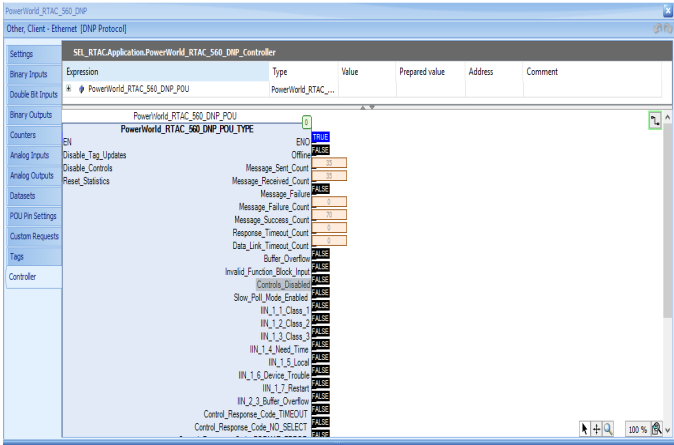 PowerWorld_RTAC_560_DNP
Other, Client - Ethernet [DNP Protocol]
Settings
Binary Inputs
Double Bit Inputs
Binary Outputs
Counters
Analog Inputs
Analog Outputs
Datasets
POU Pin Settings
Custom Requests
Tags
Controller
SEL_RTAC.Application.PowerWorld_RTAC_560_DNP_Controller
Expression Type Value Prepared value Address Comment
PowerWorld_RTAC_560_DNP_POU PowerWorld_RTAC_...
PowerWorld_RTAC_560_DNP_POU
0
PowerWorld_RTAC_560_DNP_POU_TYPE
EN ENO TRUE
Disable_Tag_Updates Offline FALSE
Disable_Controls Message_Sent_Count 35
Reset_Statistics Message_Received_Count 35
Message_Failure FALSE
Message_Failure_Count 0
Message_Success_Count 70
Response_Timeout_Count 0
Data_Link_Timeout_Count 0
Buffer_Overflow FALSE
Invalid_Function_Block_Input FALSE
Controls_Disabled FALSE
Slow_Poll_Mode_Enabled FALSE
IIN_1_1_Class_1 FALSE
IIN_1_2_Class_2 FALSE
IIN_1_3_Class_3 FALSE
IIN_1_4_Need_Time FALSE
IIN_1_5_Local FALSE
IIN_1_6_Device_Trouble FALSE
IIN_1_7_Restart FALSE
IIN_2_3_Buffer_Overflow FALSE
Control_Response_Code_TIMEOUT FALSE
Control_Response_Code_NO_SELECT FALSE
100 %